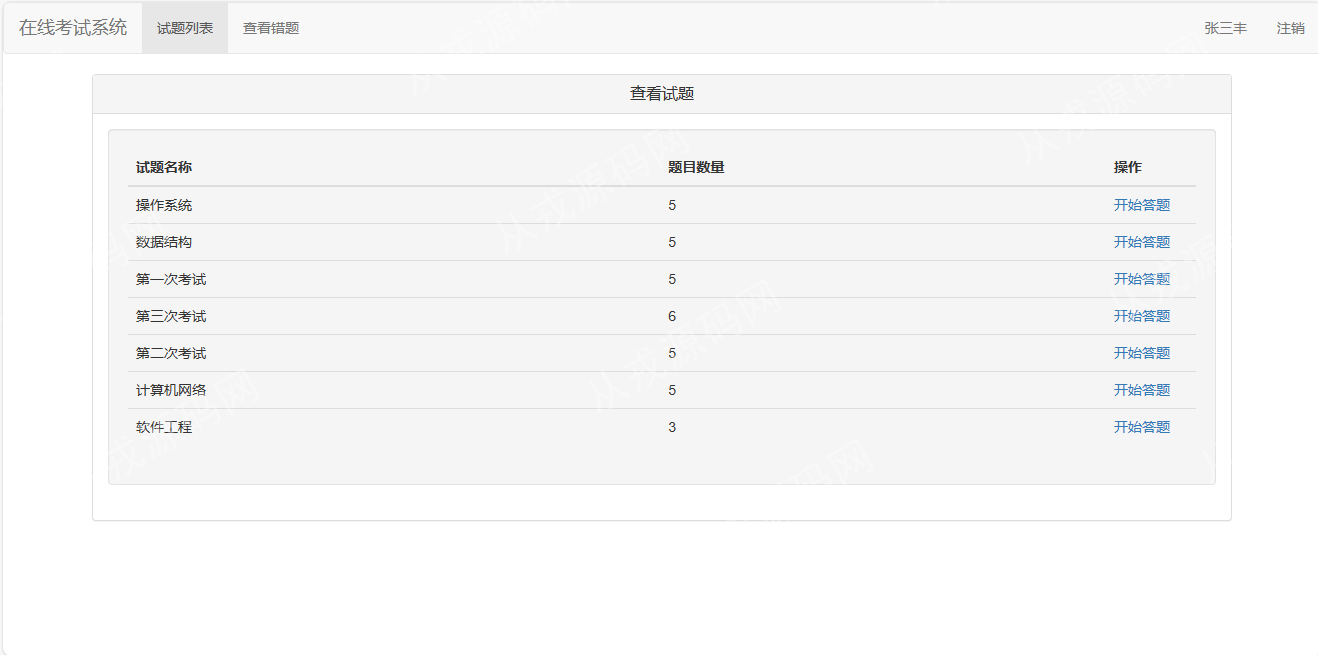 在线考试系统 试题列表 查看错题 张三丰 注销
查看试题
试题名称 题目数量 操作
操作系统 5 开始答题
数据结构 5 开始答题
第一次考试 5 开始答题
第三次考试 6 开始答题
第二次考试 5 开始答题
计算机网络 5 开始答题
软件工程 3 开始答题
从戎源码网